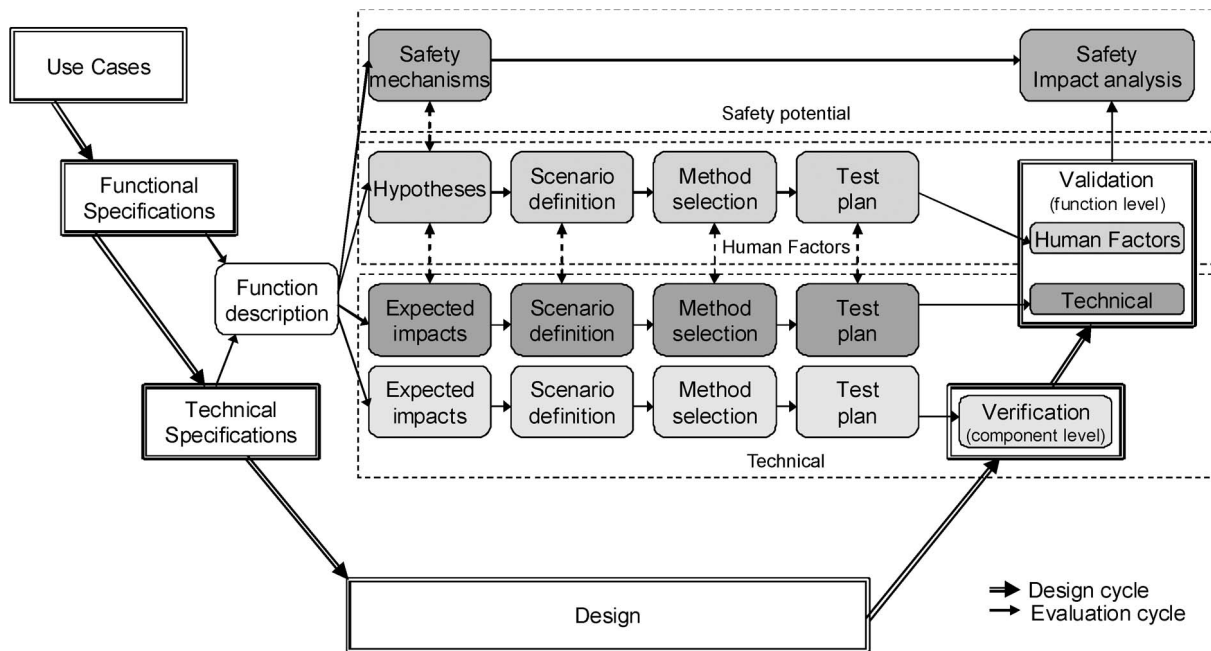 Use Cases
Functional
Specifications
Technical
Specifications
Function
description
Safety
mechanisms
Safety
Impact analysis
Safety potential
Hypotheses
Scenario
definition
Method
selection
Test
plan
Human Factors
Validation
(function level)
Human Factors
Technical
Expected
impacts
Scenario
definition
Method
selection
Test
plan
Expected
impacts
Scenario
definition
Method
selection
Test
plan
Technical
Verification
(component level)
Design
Design cycle
Evaluation cycle